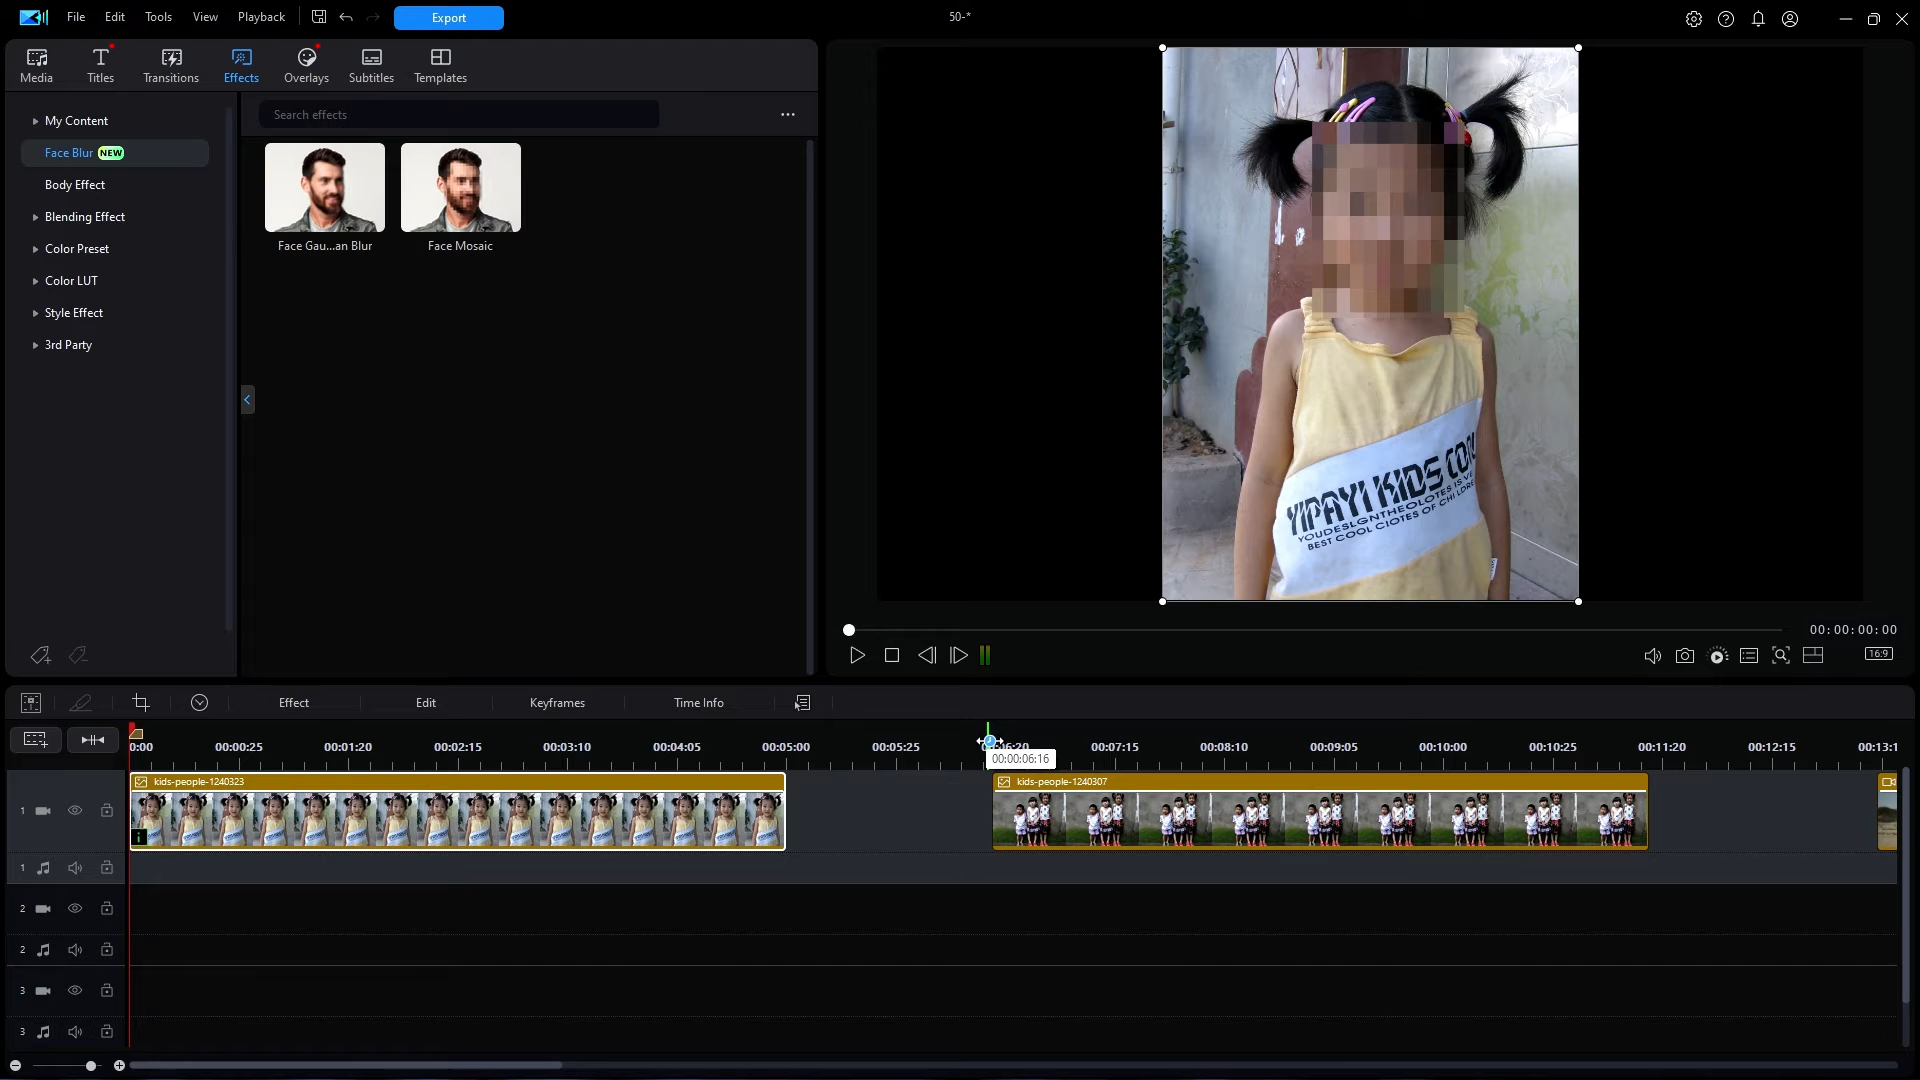 File Edit Tools View Playback Export 50-*
Media Titles Transitions Effects Overlays Subtitles Templates
My Content
Face Blur NEW
Body Effect
Blending Effect
Color Preset
Color LUT
Style Effect
3rd Party
Search effects
Face Gau...an Blur Face Mosaic
YIPAYI KIDS
YOUDESLGNTHEOLOTES IS VE
BEST COOL CIOTES OF CHILDRE
00:00:00:00
16:9
Effect Edit Keyframes Time Info
0:00 00:00:25 00:01:20 00:02:15 00:03:10 00:04:05 00:05:00 00:05:25 00:07:15 00:08:10 00:09:05 00:10:00 00:10:25 00:11:20 00:12:15 00:13:1
00:00:06:16
kids-people-1240323 kids-people-1240307
1
1
2
2
3
3